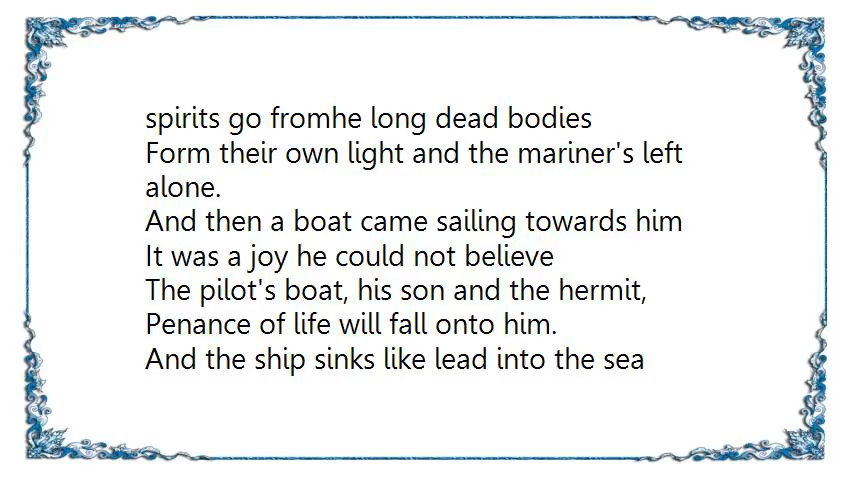 spirits go fromhe long dead bodies
Form their own light and the mariner's left
alone.
And then a boat came sailing towards him
It was a joy he could not believe
The pilot's boat, his son and the hermit,
Penance of life will fall onto him.
And the ship sinks like lead into the sea